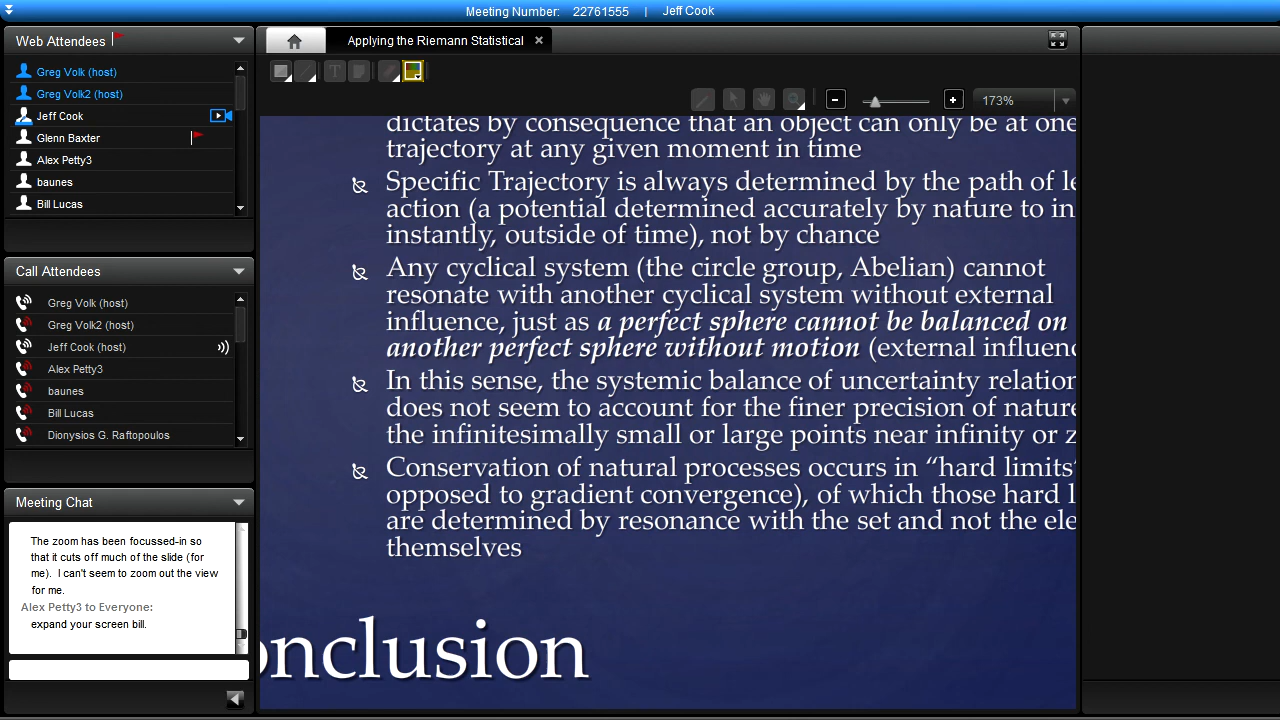 Meeting Number: 22761555 | Jeff Cook
Web Attendees
Greg Volk (host)
Greg Volk2 (host)
Jeff Cook
Glenn Baxter
Alex Petty3
baunes
Bill Lucas
Call Attendees
Greg Volk (host)
Greg Volk2 (host)
Jeff Cook (host)
Alex Petty3
baunes
Bill Lucas
Dionysios G. Raftopoulos
Meeting Chat
The zoom has been focussed-in so
that it cuts off much of the slide (for
me). I can't seem to zoom out the view
for me.
Alex Petty3 to Everyone:
expand your screen bill.
Applying the Riemann Statistical
173%
dictates by consequence that an object can only be at one
trajectory at any given moment in time
Specific Trajectory is always determined by the path of le
action (a potential determined accurately by nature to in
instantly, outside of time), not by chance
Any cyclical system (the circle group, Abelian) cannot
resonate with another cyclical system without external
influence, just as a perfect sphere cannot be balanced on
another perfect sphere without motion (external influenc
In this sense, the systemic balance of uncertainty relation
does not seem to account for the finer precision of nature
the infinitesimally small or large points near infinity or z
Conservation of natural processes occurs in “hard limits”
opposed to gradient convergence), of which those hard l
are determined by resonance with the set and not the ele
themselves
onclusion